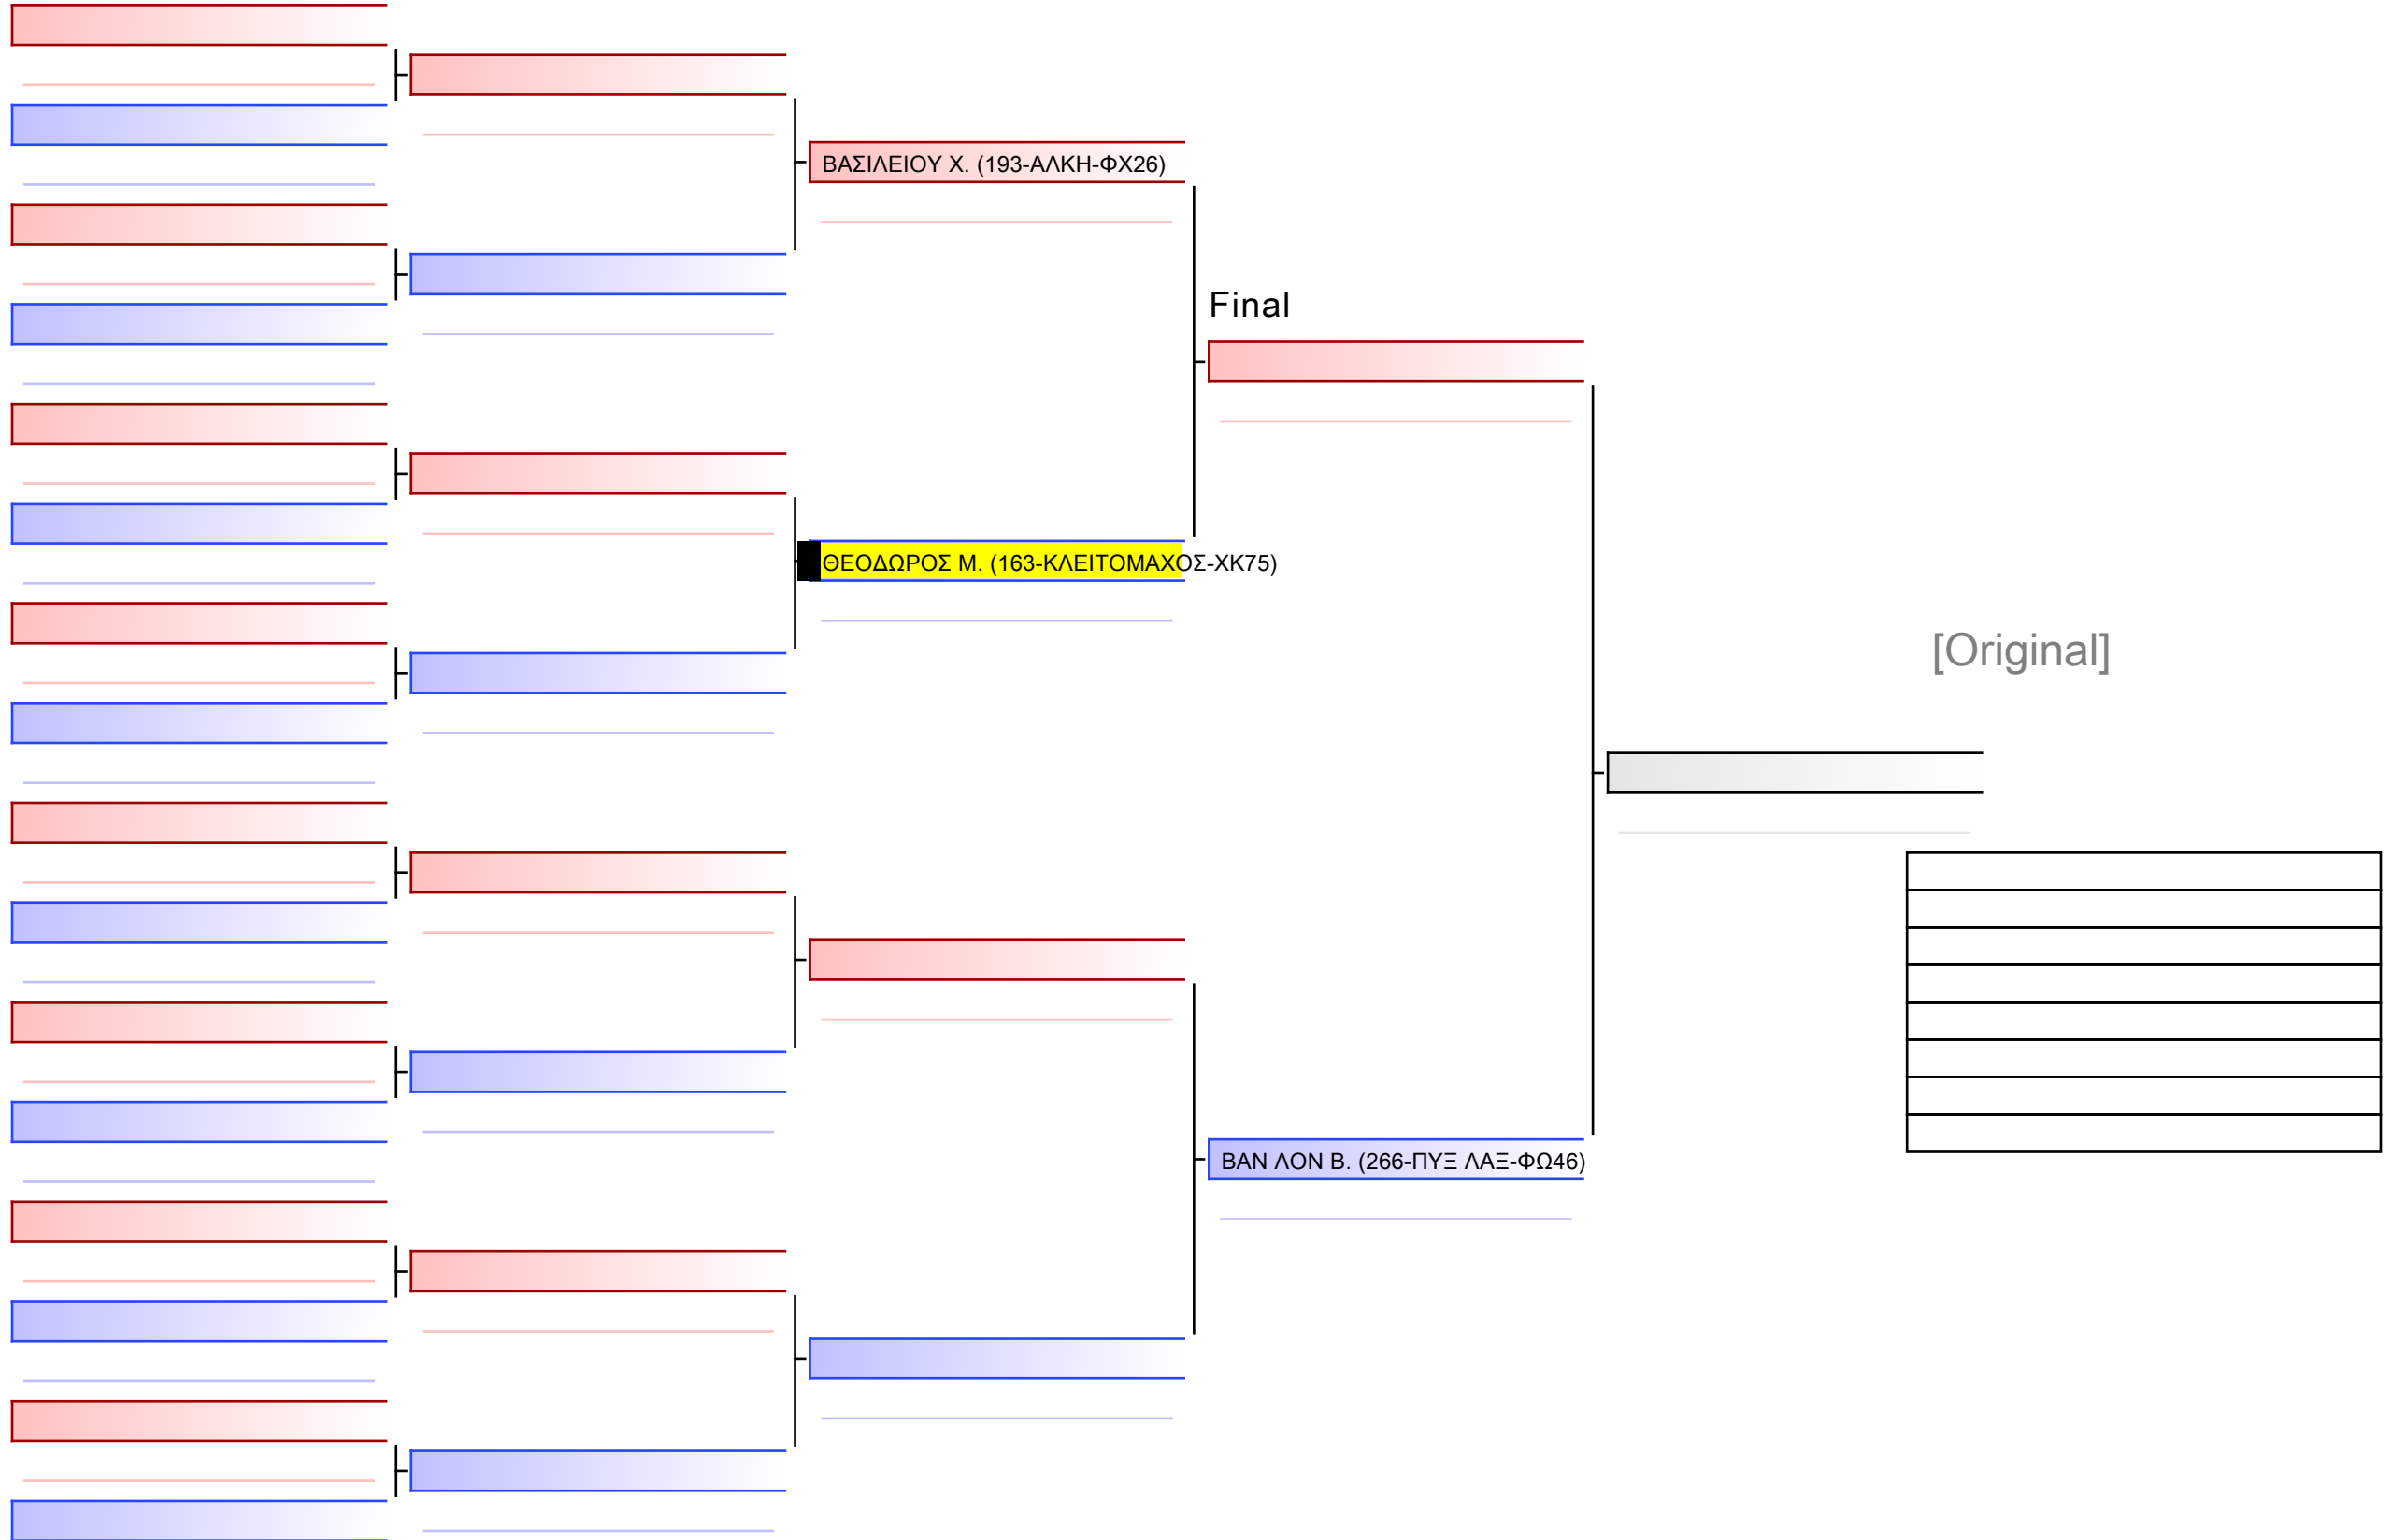 ΒΑΣΙΛΕΙΟΥ Χ. (193-ΑΛΚΗ-ΦΧ26)
Final
ΘΕΟΔΩΡΟΣ Μ. (163-ΚΛΕΙΤΟΜΑΧΟΣ-ΧΚ75)
[Original]
ΒΑΝ ΛΟΝ Β. (266-ΠΥΞ ΛΑΞ-ΦΩ46)